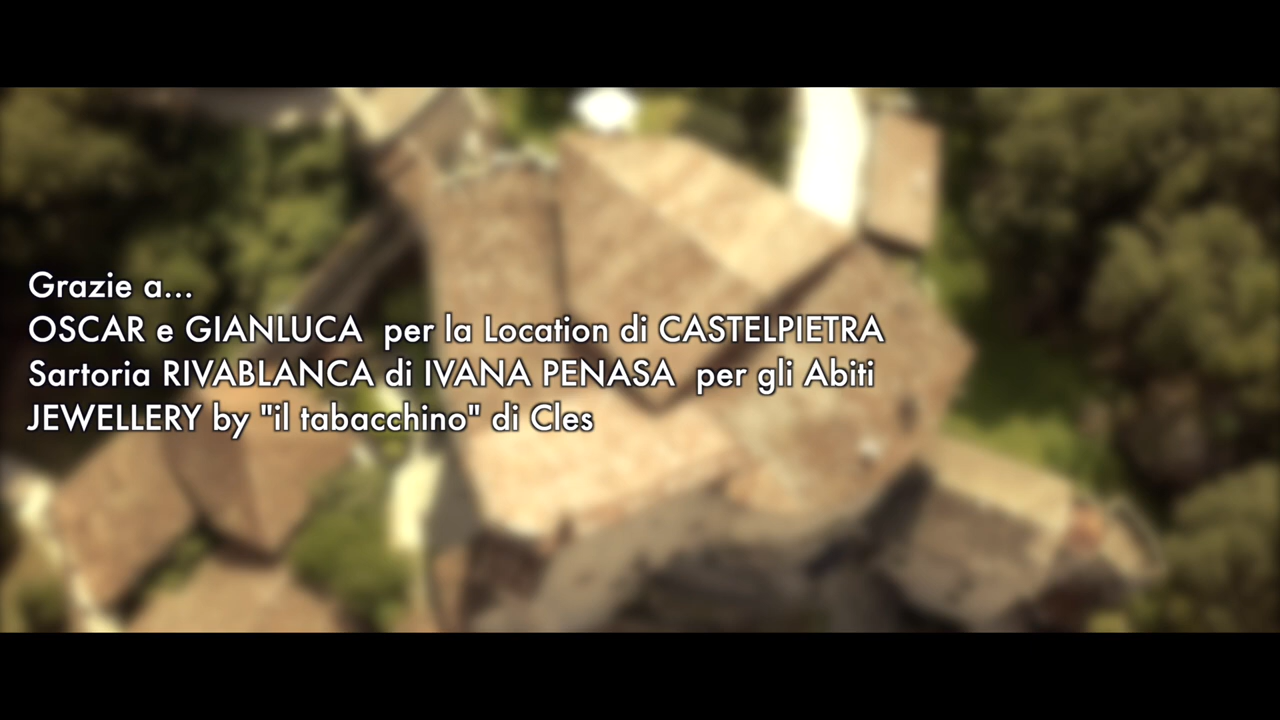 Grazie a...
OSCAR e GIANLUCA per la Location di CASTELPIETRA
Sartoria RIVABLANCA di IVANA PENASA per gli Abiti
JEWELLERY by "il tabacchino" di Cles